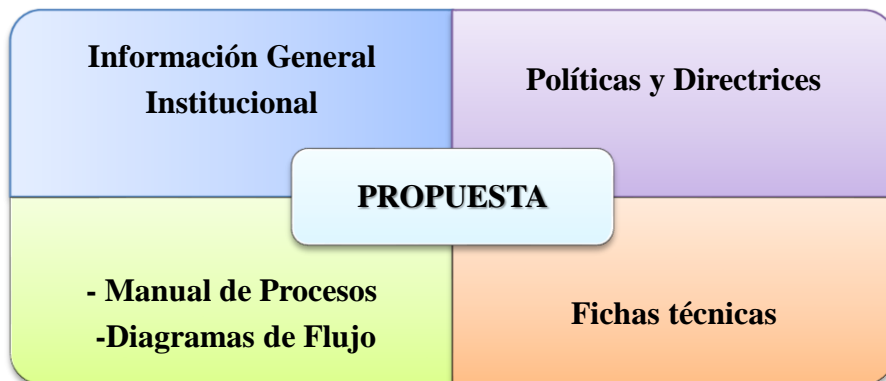 Información General
Institucional
Políticas y Directrices
PROPUESTA
- Manual de Procesos
-Diagramas de Flujo
Fichas técnicas